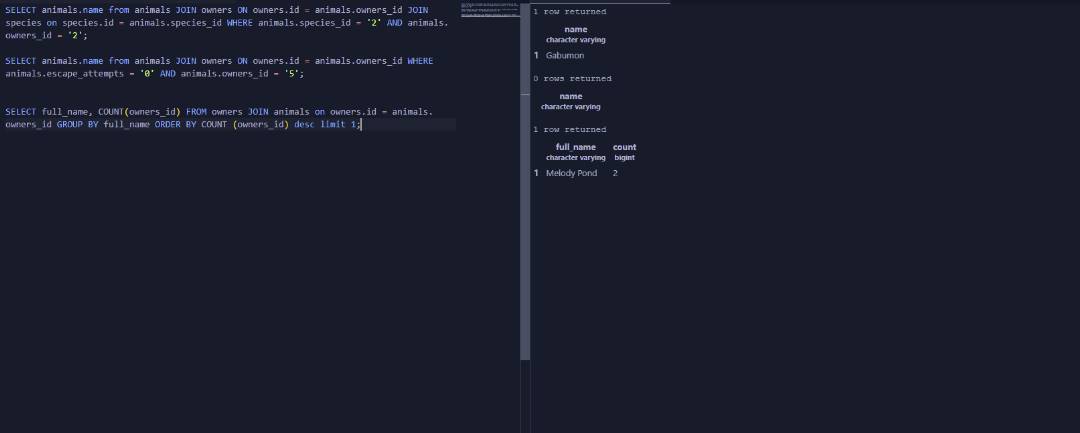 SELECT animals.name from animals JOIN owners ON owners.id = animals.owners_id JOIN
species on species.id = animals.species_id WHERE animals.species_id = '2' AND animals.
owners_id = '2';
SELECT animals.name from animals JOIN owners ON owners.id = animals.owners_id WHERE
animals.escape_attempts = '0' AND animals.owners_id = '5';
SELECT full_name, COUNT(owners_id) FROM owners JOIN animals on owners.id = animals.
owners_id GROUP BY full_name ORDER BY COUNT (owners_id) desc limit 1;
1 row returned
name
character varying
1 Gabumon
0 rows returned
name
character varying
1 row returned
full_name count
character varying bigint
1 Melody Pond 2